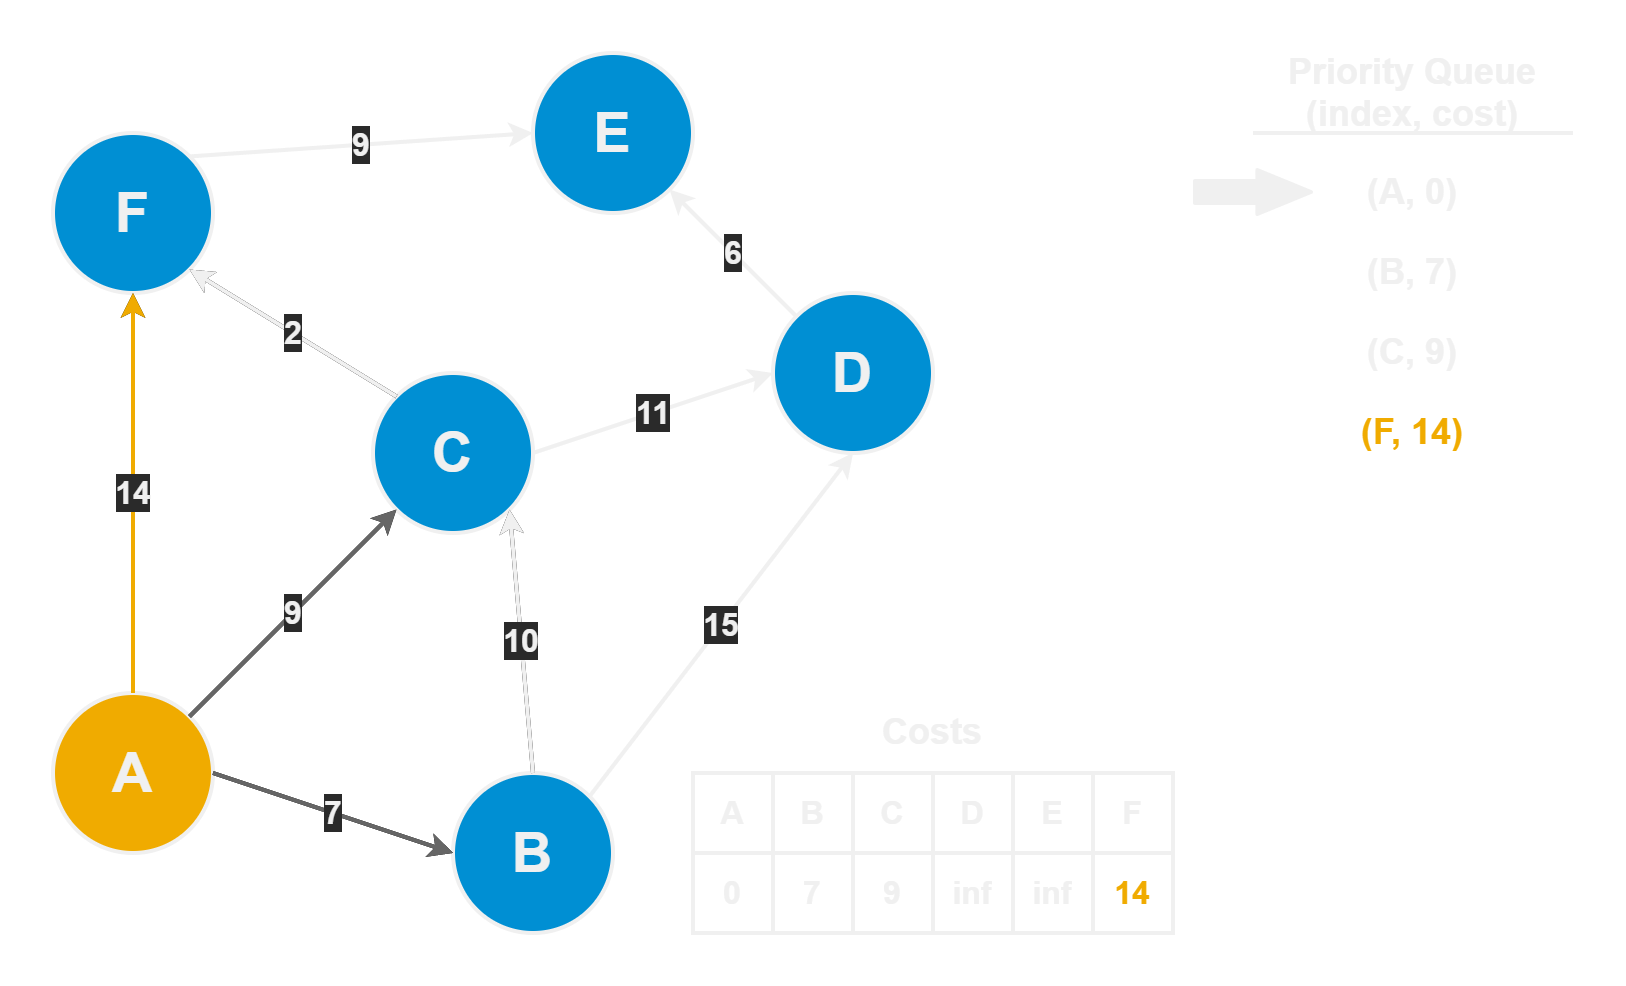 Priority Queue
(index, cost)
(A, 0)
(B, 7)
(C, 9)
(F, 14)
E
9
F
6
2
D
11
C
14
9
10
15
A
7
B
Costs
A B C D E F
0 7 9 inf inf 14